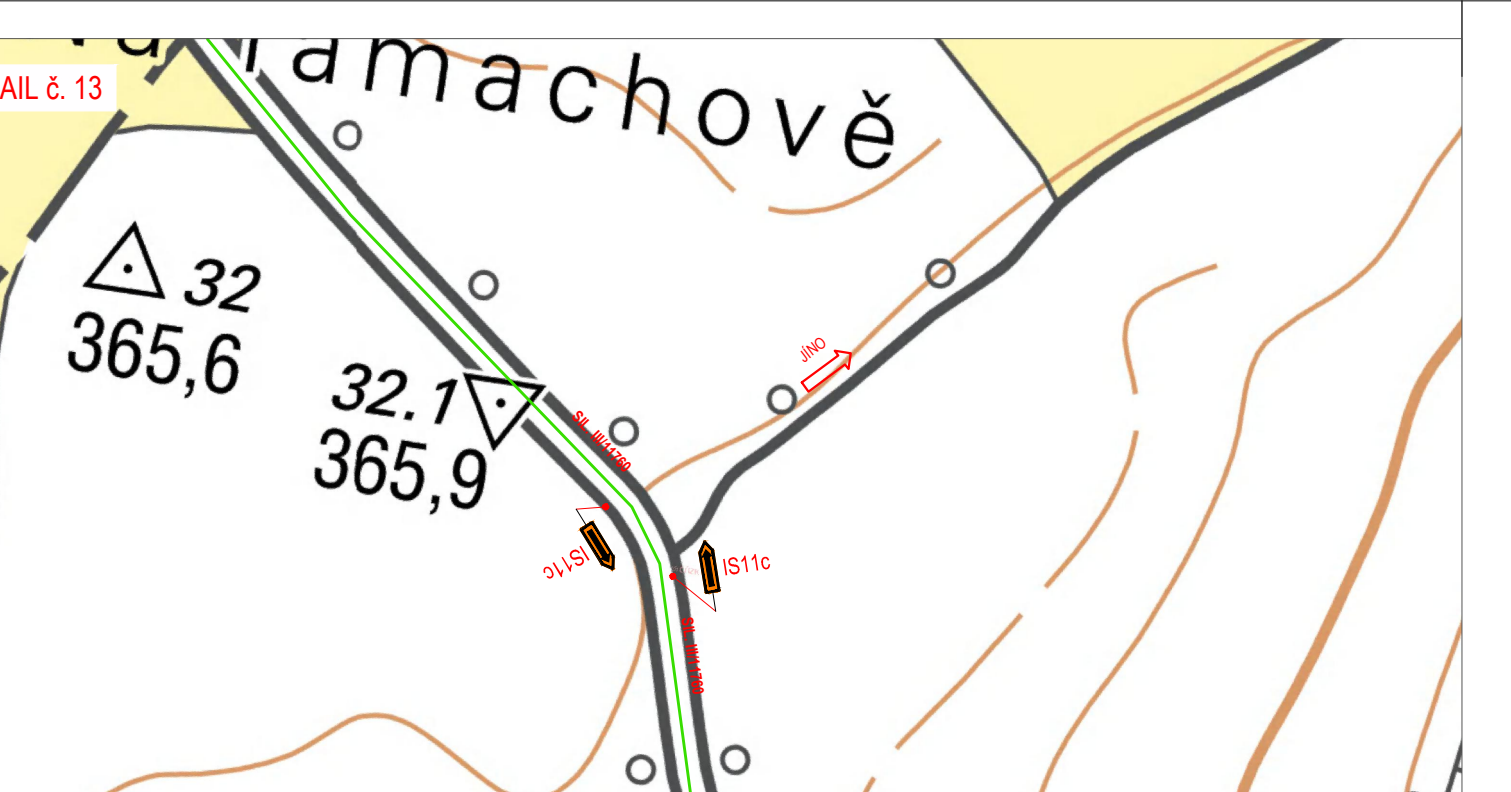 amachově
AIL č. 13
32
365,6
32.1
365,9
JÍNO
SIL. III/11760
IS11c
IS11c
SIL. III/11760